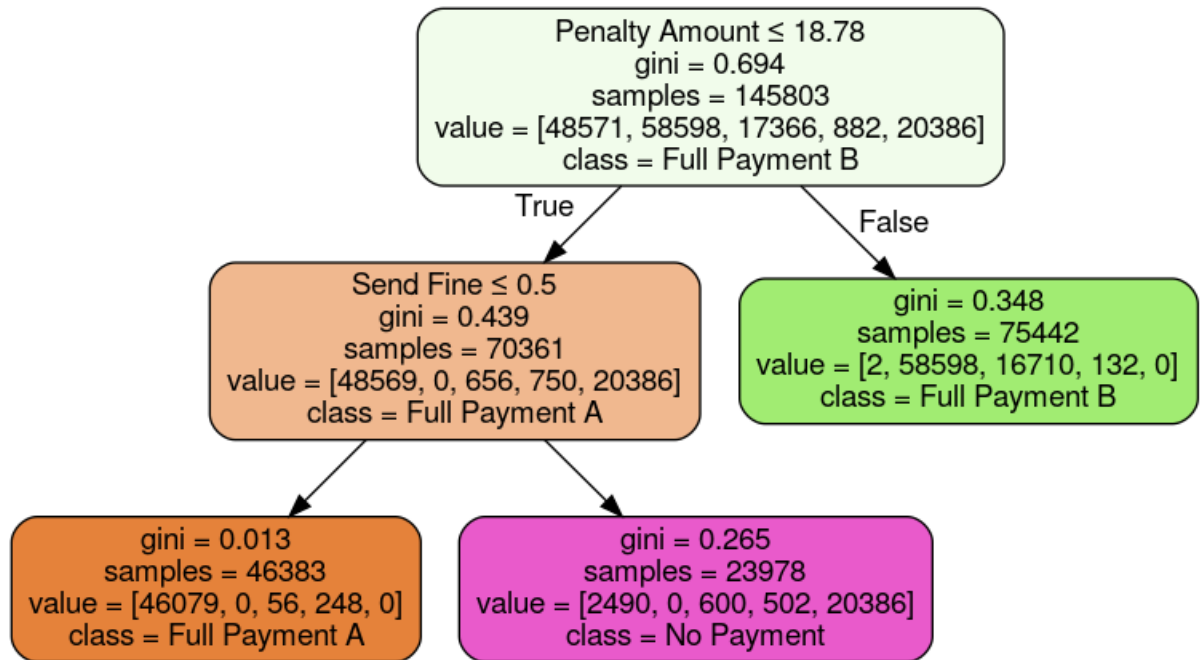 Penalty Amount ≤ 18.78
gini = 0.694
samples = 145803
value = [48571, 58598, 17366, 882, 20386]
class = Full Payment B
True
False
Send Fine ≤ 0.5
gini = 0.439
samples = 70361
value = [48569, 0, 656, 750, 20386]
class = Full Payment A
gini = 0.348
samples = 75442
value = [2, 58598, 16710, 132, 0]
class = Full Payment B
gini = 0.013
samples = 46383
value = [46079, 0, 56, 248, 0]
class = Full Payment A
gini = 0.265
samples = 23978
value = [2490, 0, 600, 502, 20386]
class = No Payment